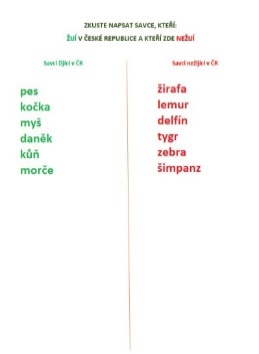 ZKUSTE NAPSAT SAVCE, KTEŘÍ:
ŽIJÍ V ČESKÉ REPUBLICE A KTEŘÍ ZDE NEŽIJÍ
Savci žijící v ČR
pes
kočka
myš
daněk
kůň
morče
Savci nežijící v ČR
žirafa
lemur
delfín
tygr
zebra
šimpanz